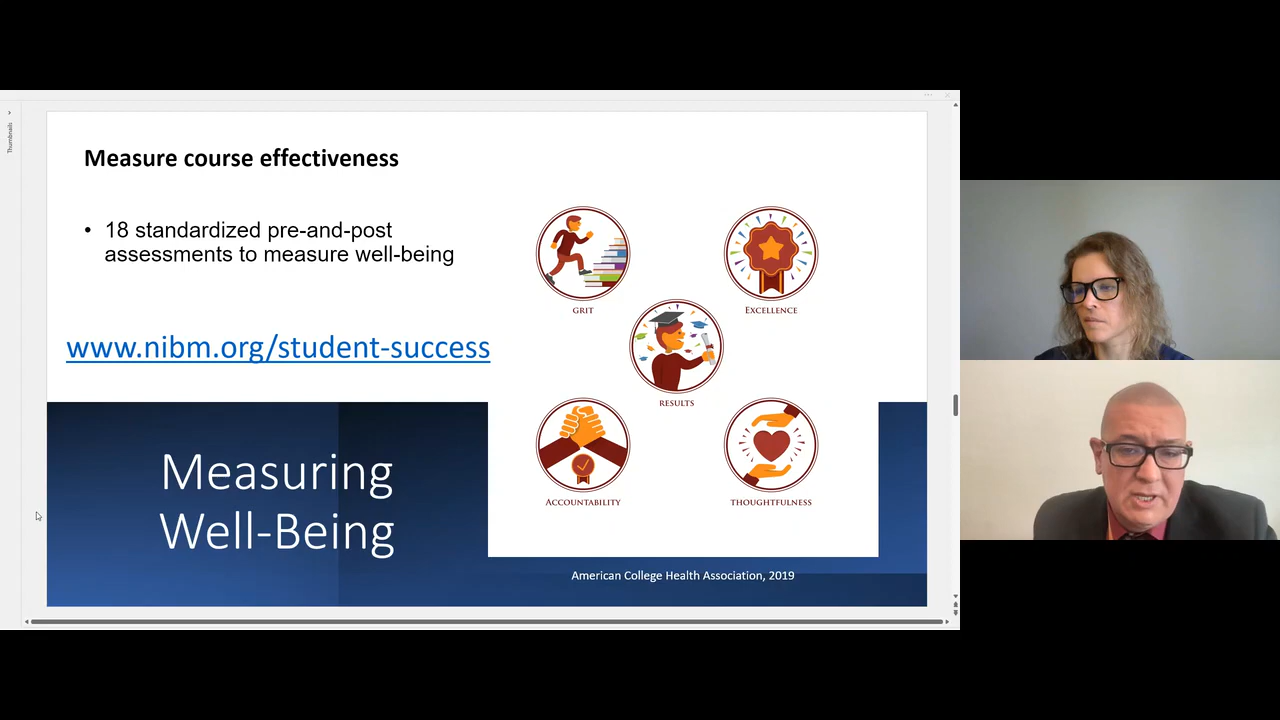 Thumbnails
Measure course effectiveness
• 18 standardized pre-and-post
assessments to measure well-being
www.nibm.org/student-success
GRIT
EXCELLENCE
RESULTS
ACCOUNTABILITY
THOUGHTFULNESS
Measuring
Well-Being
American College Health Association, 2019